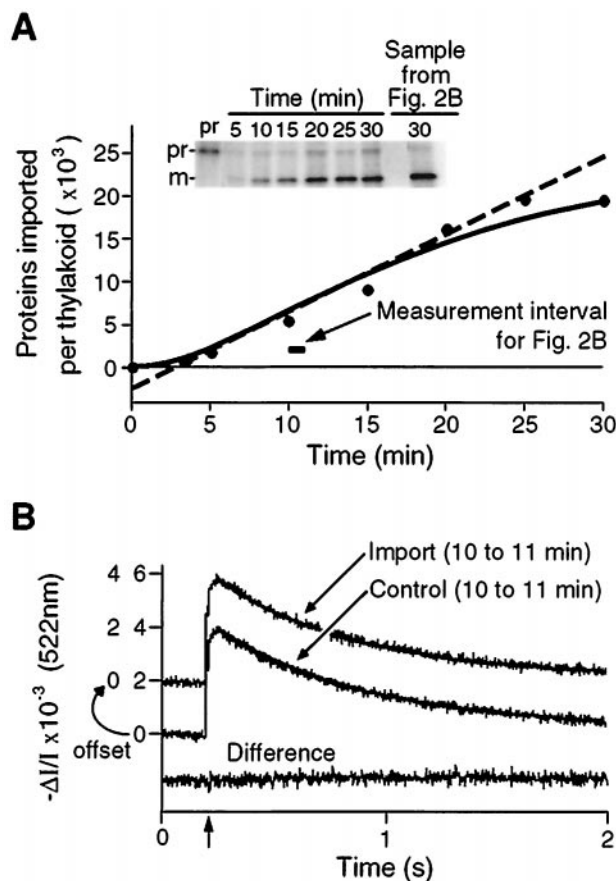 A
Sample
from
Fig. 2B
Time (min)
pr 5 10 15 20 25 30 30
pr-
m-
Proteins imported
per thylakoid ( x10³)
25
20
15
10
5
0
Measurement interval
for Fig. 2B
0 5 10 15 20 25 30
Time (min)
B
-ΔI/I x10⁻³ (522nm)
4 6
2 4
0 2
0
offset
Import (10 to 11 min)
Control (10 to 11 min)
Difference
0 1 2
Time (s)